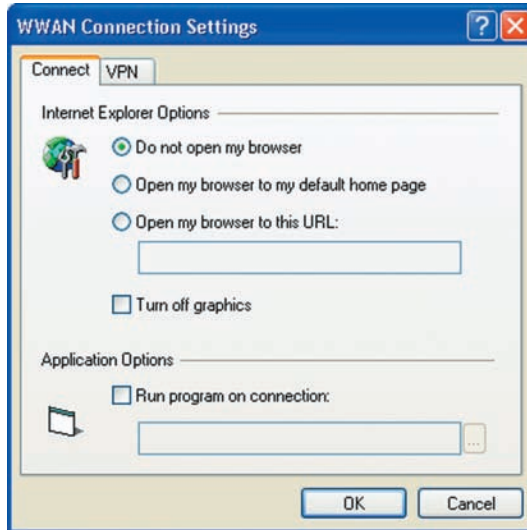 WWAN Connection Settings
Connect VPN
Internet Explorer Options
Do not open my browser
Open my browser to my default home page
Open my browser to this URL:
Turn off graphics
Application Options
Run program on connection:
...
OK Cancel